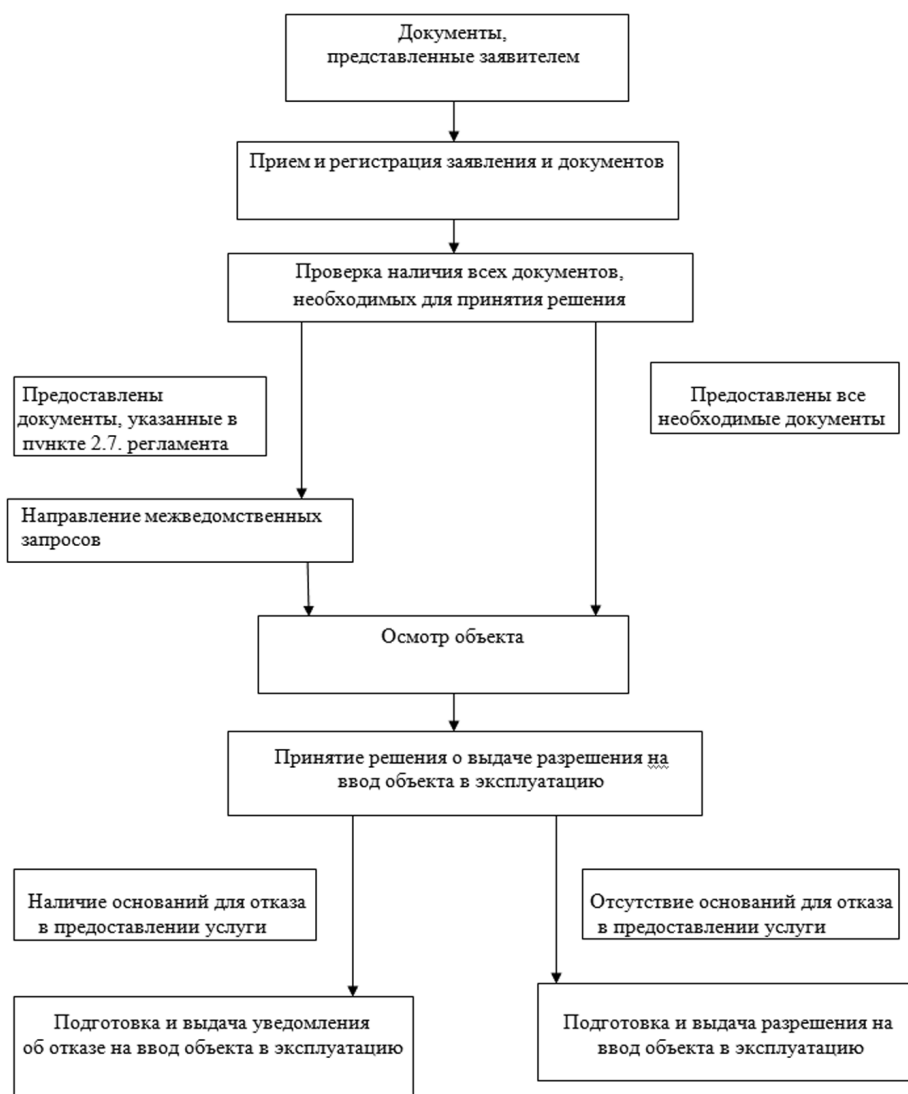 Документы,
представленные заявителем
Прием и регистрация заявления и документов
Проверка наличия всех документов,
необходимых для принятия решения
Предоставлены
документы, указанные в
пункте 2.7. регламента
Предоставлены все
необходимые документы
Направление межведомственных
запросов
Осмотр объекта
Принятие решения о выдаче разрешения на
ввод объекта в эксплуатацию
Наличие оснований для отказа
в предоставлении услуги
Отсутствие оснований для отказа
в предоставлении услуги
Подготовка и выдача уведомления
об отказе на ввод объекта в эксплуатацию
Подготовка и выдача разрешения на
ввод объекта в эксплуатацию